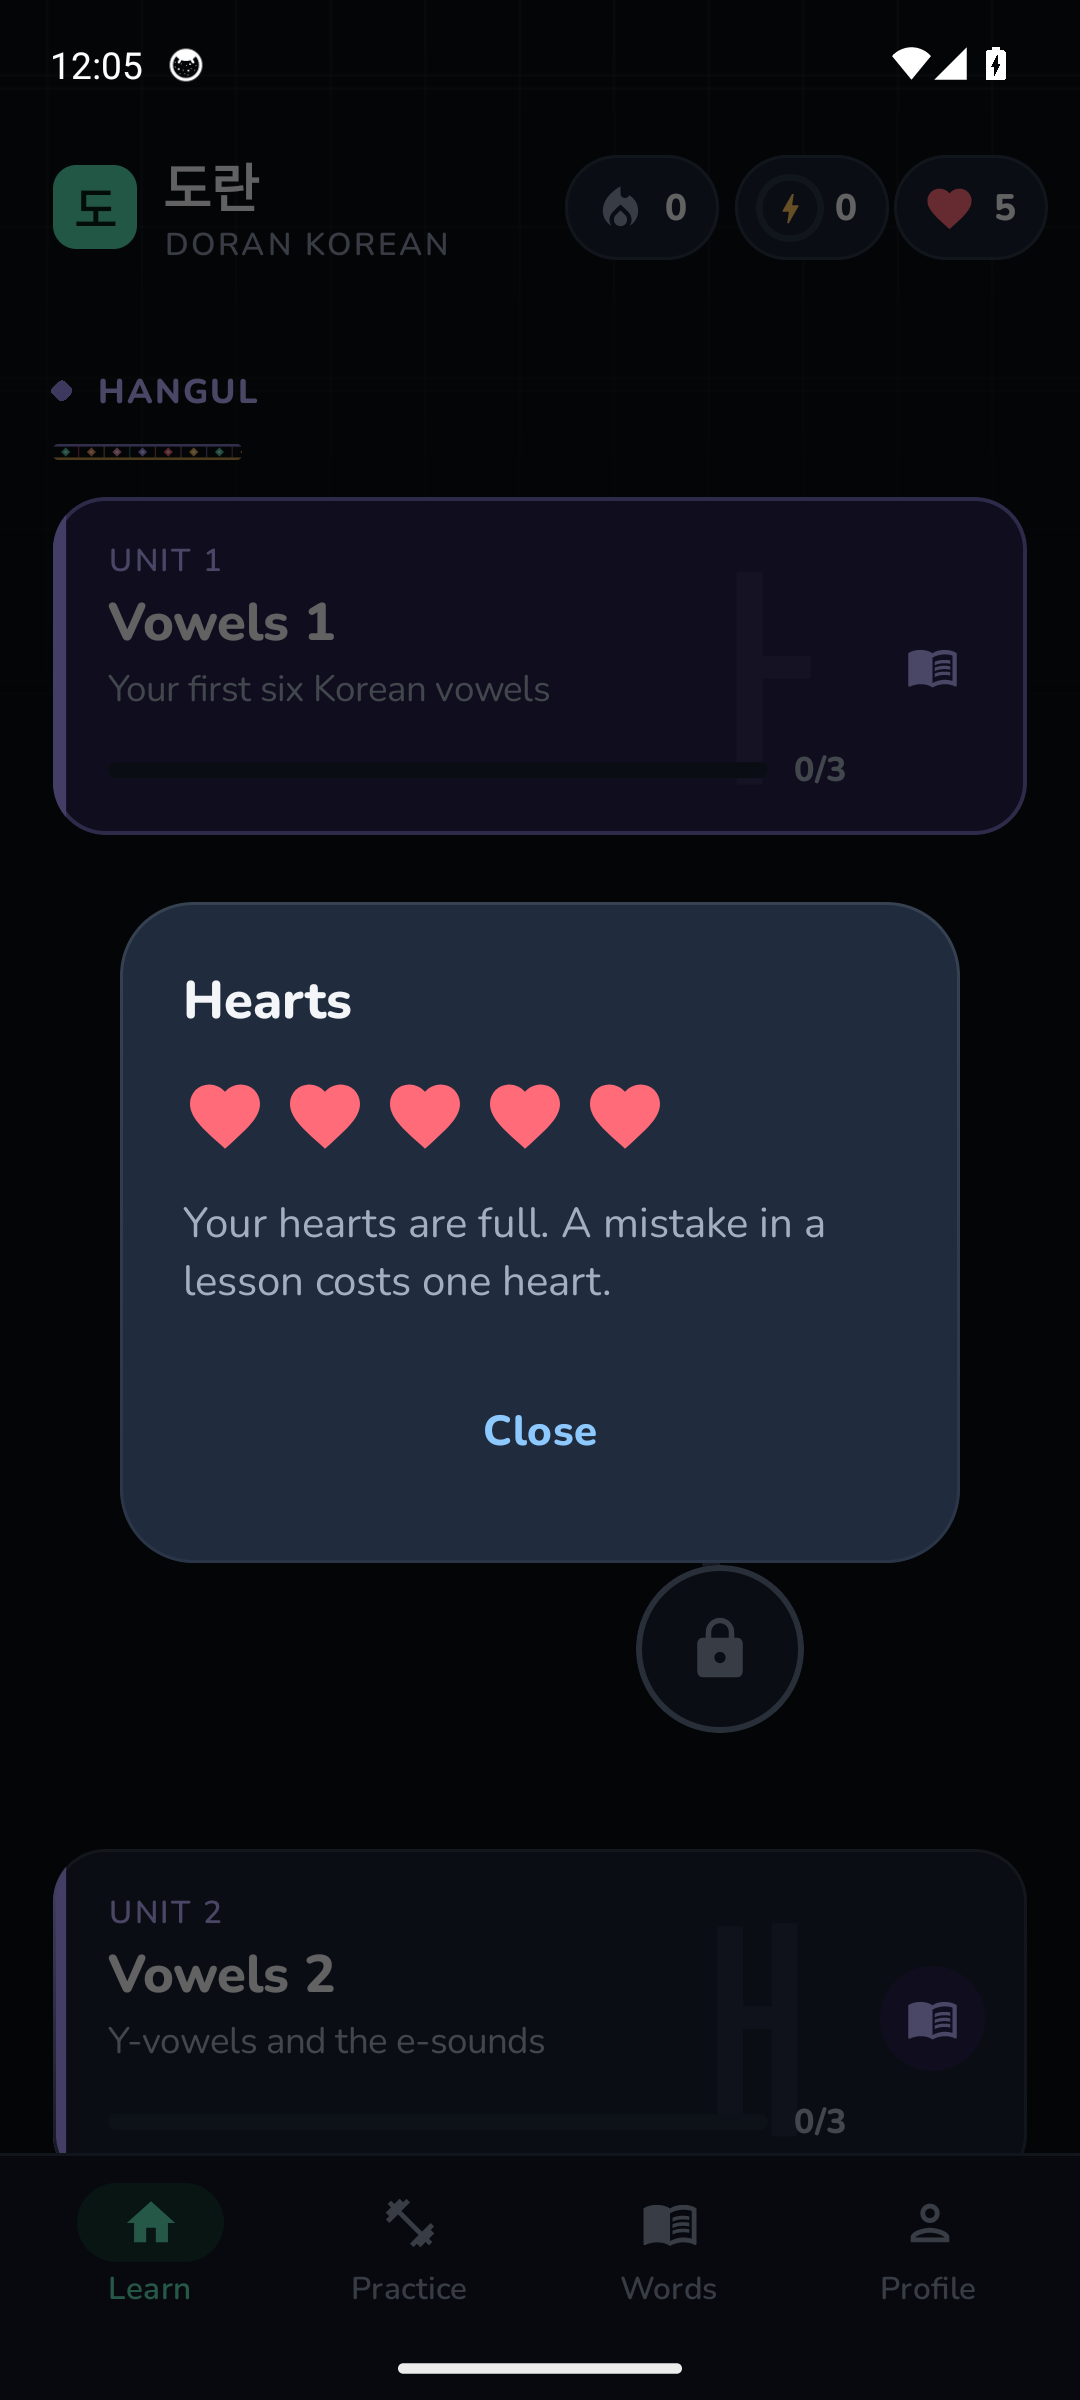 12:05
도
도란
DORAN KOREAN
0
0
5
HANGUL
UNIT 1
Vowels 1
Your first six Korean vowels
ㅏ
0/3
Hearts
Your hearts are full. A mistake in a
lesson costs one heart.
Close
UNIT 2
Vowels 2
Y-vowels and the e-sounds
ㅐ
0/3
Learn
Practice
Words
Profile